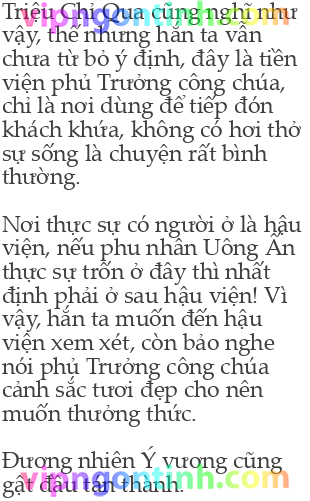 vipngontinh.com
Triệu Chỉ Qua cũng nghĩ như
vậy, thế nhưng hắn ta vẫn
chưa từ bỏ ý định, đây là tiền
viện phủ Trưởng công chúa,
chỉ là nơi dùng để tiếp đón
khách khứa, không có hơi thở
sự sống là chuyện rất bình
thường.
Nơi thực sự có người ở là hậu
viện, nếu phu nhân Uông Ấn
thực sự trốn ở đây thì nhất
định phải ở sau hậu viện! Vì
vậy, hắn ta muốn đến hậu
viện xem xét, còn bảo nghe
nói phủ Trưởng công chúa
cảnh sắc tươi đẹp cho nên
muốn thưởng thức.
Đương nhiên Ý vương cũng
gật đầu tán thành.
vipngontinh.com